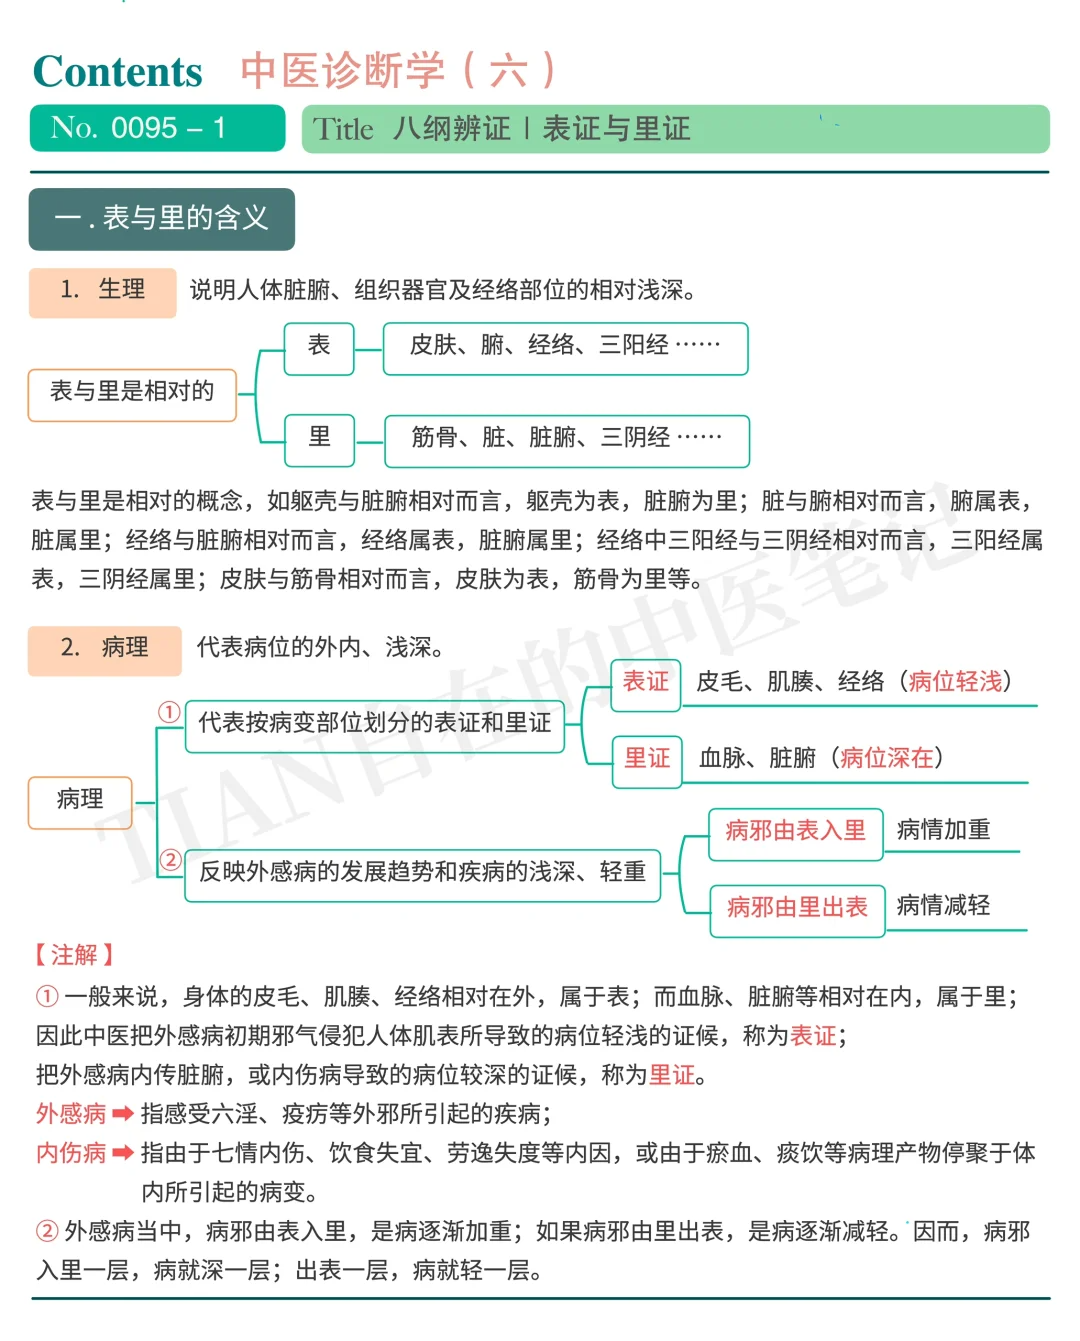 Contents 中医诊断学（六）
No. 0095 – 1
Title 八纲辨证 | 表证与里证
一 . 表与里的含义
1. 生理 说明人体脏腑、组织器官及经络部位的相对浅深。
表与里是相对的
表 皮肤、腑、经络、三阳经 ······
里 筋骨、脏、脏腑、三阴经 ······
表与里是相对的概念，如躯壳与脏腑相对而言，躯壳为表，脏腑为里；脏与腑相对而言，腑属表，
脏属里；经络与脏腑相对而言，经络属表，脏腑属里；经络中三阳经与三阴经相对而言，三阳经属
表，三阴经属里；皮肤与筋骨相对而言，皮肤为表，筋骨为里等。
2. 病理 代表病位的外内、浅深。
病理
① 代表按病变部位划分的表证和里证
表证 皮毛、肌腠、经络（病位轻浅）
里证 血脉、脏腑（病位深在）
② 反映外感病的发展趋势和疾病的浅深、轻重
病邪由表入里 病情加重
病邪由里出表 病情减轻
【注解】
① 一般来说，身体的皮毛、肌腠、经络相对在外，属于表；而血脉、脏腑等相对在内，属于里；
因此中医把外感病初期邪气侵犯人体肌表所导致的病位轻浅的证候，称为表证；
把外感病内传脏腑，或内伤病导致的病位较深的证候，称为里证。
外感病 ➡ 指感受六淫、疫疠等外邪所引起的疾病；
内伤病 ➡ 指由于七情内伤、饮食失宜、劳逸失度等内因，或由于瘀血、痰饮等病理产物停聚于体
内所引起的病变。
② 外感病当中，病邪由表入里，是病逐渐加重；如果病邪由里出表，是病逐渐减轻。因而，病邪
入里一层，病就深一层；出表一层，病就轻一层。
TIAN自在的中医笔记